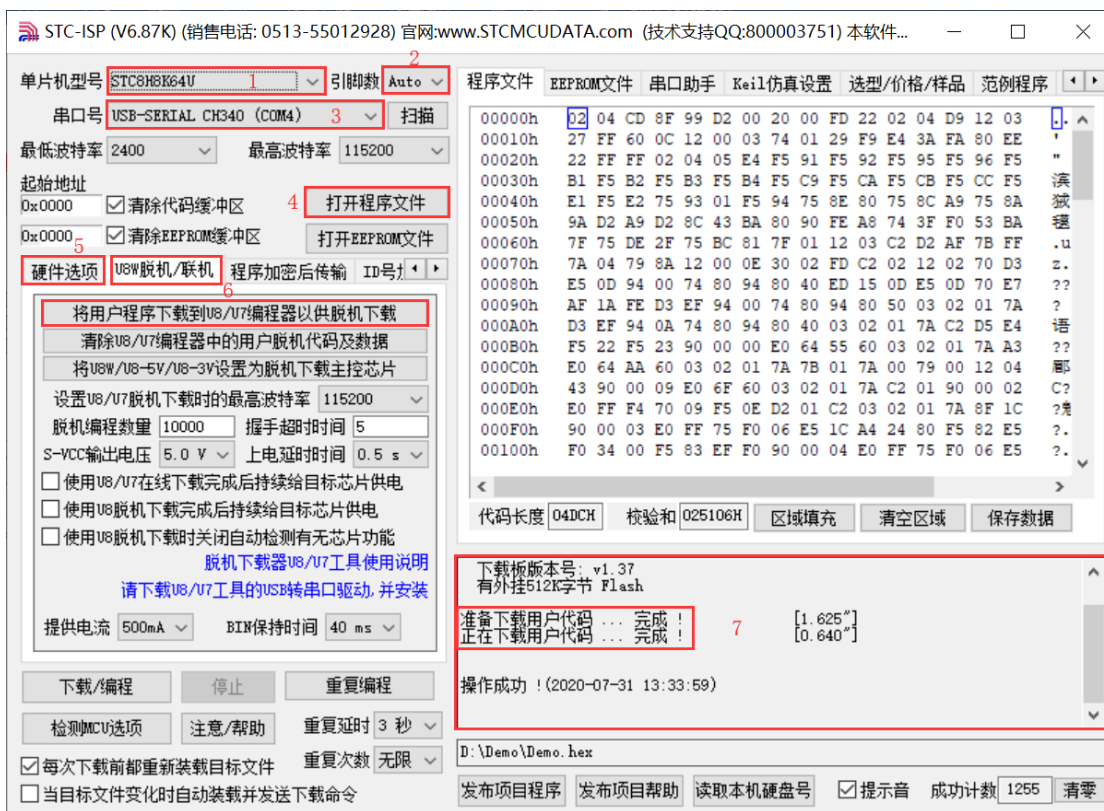 STC-ISP (V6.87K) (销售电话: 0513-55012928) 官网:www.STCMCUDATA.com (技术支持QQ:800003751) 本软件...
单片机型号 STC8H8K64U 1 引脚数 Auto 2
串口号 USB-SERIAL CH340 (COM4) 3 扫描
最低波特率 2400 最高波特率 115200
起始地址
0x0000 清除代码缓冲区 4 打开程序文件
0x0000 清除EEPROM缓冲区 打开EEPROM文件
5
硬件选项 U8W脱机/联机 程序加密后传输 ID号
6
将用户程序下载到U8/U7编程器以供脱机下载
清除U8/U7编程器中的用户脱机代码及数据
将U8W/U8-5V/U8-3V设置为脱机下载主控芯片
设置U8/U7脱机下载时的最高波特率 115200
脱机编程数量 10000 握手超时时间 5
S-VCC输出电压 5.0 V 上电延时时间 0.5 s
使用U8/U7在线下载完成后持续给目标芯片供电
使用U8脱机下载完成后持续给目标芯片供电
使用U8脱机下载时关闭自动检测有无芯片功能
脱机下载器U8/U7工具使用说明
请下载U8/U7工具的USB转串口驱动,并安装
提供电流 500mA BIN保持时间 40 ms
下载/编程 停止 重复编程
检测MCU选项 注意/帮助 重复延时 3 秒
每次下载前都重新装载目标文件 重复次数 无限
当目标文件变化时自动装载并发送下载命令
程序文件 EEPROM文件 串口助手 Keil仿真设置 选型/价格/样品 范例程序
00000h 02 04 CD 8F 99 D2 00 20 00 FD 22 02 04 D9 12 03 ..
00010h 27 FF 60 0C 12 00 03 74 01 29 F9 E4 3A FA 80 EE '
00020h 22 FF FF 02 04 05 E4 F5 91 F5 92 F5 95 F5 96 F5 "
00030h B1 F5 B2 F5 B3 F5 B4 F5 C9 F5 CA F5 CB F5 CC F5 滨
00040h E1 F5 E2 75 93 01 F5 94 75 8E 80 75 8C A9 75 8A
00050h 9A D2 A9 D2 8C 43 BA 80 90 FE A8 74 3F F0 53 BA
00060h 7F 75 DE 2F 75 BC 81 7F 01 12 03 C2 D2 AF 7B FF .u
00070h 7A 04 79 8A 12 00 0E 30 02 FD C2 02 12 02 70 D3 z.
00080h E5 0D 94 00 74 80 94 80 40 ED 15 0D E5 0D 70 E7 ??
00090h AF 1A FE D3 EF 94 00 74 80 94 80 50 03 02 01 7A ?
000A0h D3 EF 94 0A 74 80 94 80 40 03 02 01 7A C2 D5 E4 语
000B0h F5 22 F5 23 90 00 00 E0 64 55 60 03 02 01 7A A3 ??
000C0h E0 64 AA 60 03 02 01 7A 7B 01 7A 00 79 00 12 04 郿
000D0h 43 90 00 09 E0 6F 60 03 02 01 7A C2 01 90 00 02 C?
000E0h E0 FF F4 70 09 F5 0E D2 01 C2 03 02 01 7A 8F 1C
000F0h 90 00 03 E0 FF 75 F0 06 E5 1C A4 24 80 F5 82 E5 ?.
00100h F0 34 00 F5 83 EF F0 90 00 04 E0 FF 75 F0 06 E5 ?.
代码长度 04DCH 校验和 025106H 区域填充 清空区域 保存数据
下载板版本号: v1.37
有外挂512K字节 Flash
准备下载用户代码 ... 完成 ! [1.625"]
正在下载用户代码 ... 完成 ! [0.640"]
7
操作成功 !(2020-07-31 13:33:59)
D:\Demo\Demo.hex
发布项目程序 发布项目帮助 读取本机硬盘号 提示音 成功计数 1255 清零